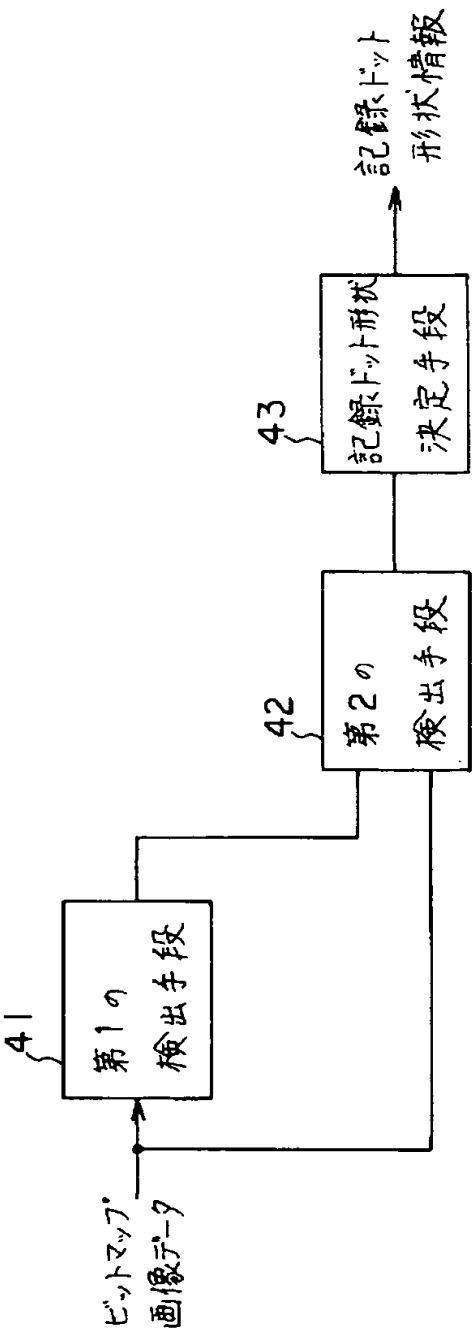 ビットマップ
画像データ
41
第1の
検出手段
42
第2の
検出手段
43
記録ドット形状
決定手段
記録ドット
形状情報